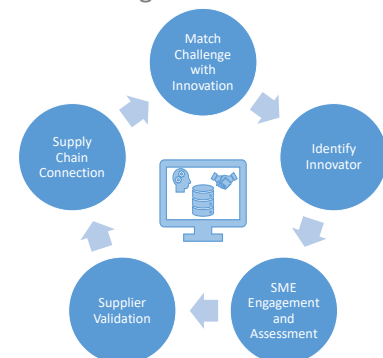 Match
Challenge
with
Innovation
Identify
Innovator
SME
Engagement
and
Assessment
Supplier
Validation
Supply
Chain
Connection